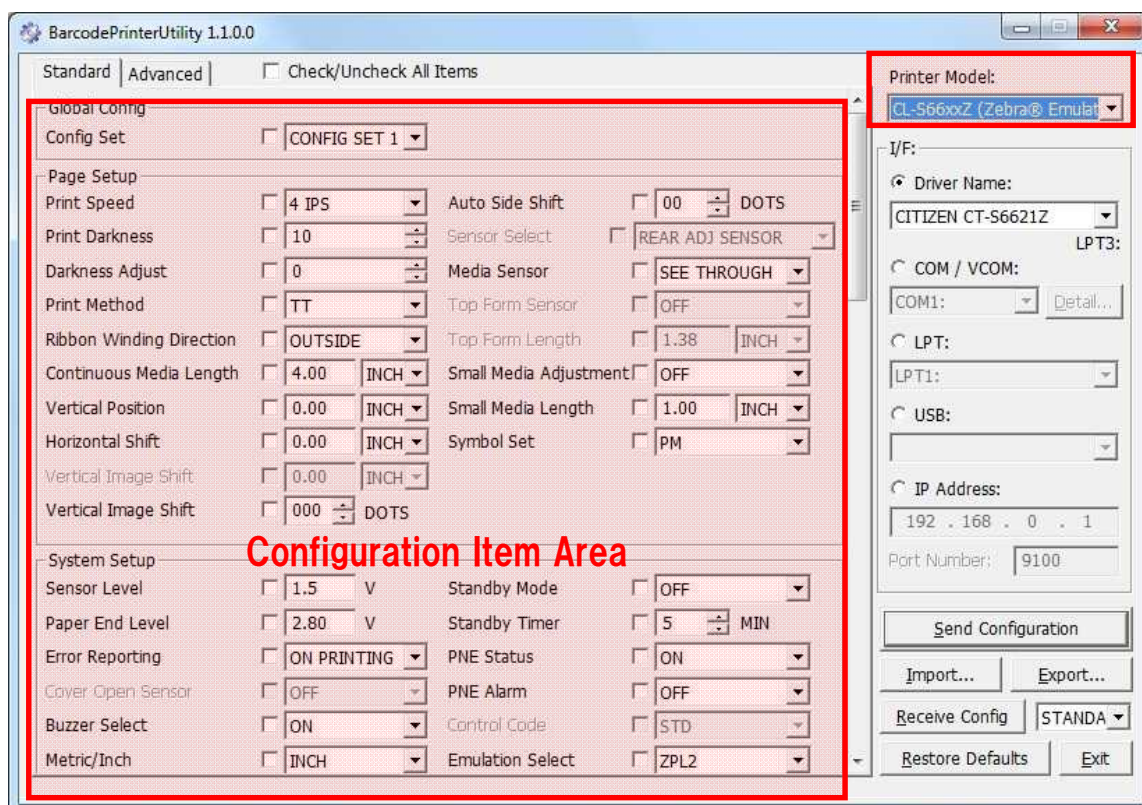 BarcodePrinterUtility 1.1.0.0
Standard Advanced Check/Uncheck All Items
Global Config
Config Set CONFIG SET 1
Page Setup
Print Speed 4 IPS Auto Side Shift 00 DOTS
Print Darkness 10 Sensor Select REAR ADJ SENSOR
Darkness Adjust 0 Media Sensor SEE THROUGH
Print Method TT Top Form Sensor OFF
Ribbon Winding Direction OUTSIDE Top Form Length 1.38 INCH
Continuous Media Length 4.00 INCH Small Media Adjustment OFF
Vertical Position 0.00 INCH Small Media Length 1.00 INCH
Horizontal Shift 0.00 INCH Symbol Set PM
Vertical Image Shift 0.00 INCH
Vertical Image Shift 000 DOTS
Configuration Item Area
System Setup
Sensor Level 1.5 V Standby Mode OFF
Paper End Level 2.80 V Standby Timer 5 MIN
Error Reporting ON PRINTING PNE Status ON
Cover Open Sensor OFF PNE Alarm OFF
Buzzer Select ON Control Code STD
Metric/Inch INCH Emulation Select ZPL2
Printer Model:
CL-S66xxZ (Zebra® Emulat
I/F:
Driver Name:
CITIZEN CT-S6621Z
LPT3:
COM / VCOM:
COM1: Detail...
LPT:
LPT1:
USB:
IP Address:
192 . 168 . 0 . 1
Port Number: 9100
Send Configuration
Import... Export...
Receive Config STANDA
Restore Defaults Exit